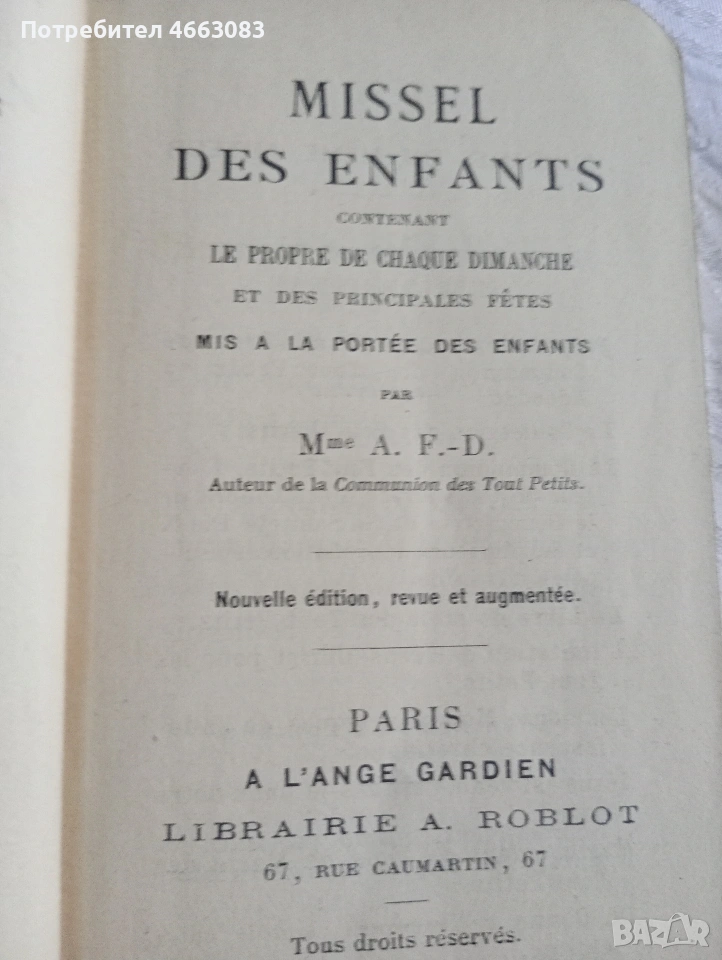 Потребител 4663083
MISSEL
DES ENFANTS
CONTENANT
LE PROPRE DE CHAQUE DIMANCHE
ET DES PRINCIPALES FÊTES
MIS A LA PORTÉE DES ENFANTS
PAR
Mme A. F.-D.
Auteur de la Communion des Tout Petits.
Nouvelle édition, revue et augmentée.
PARIS
A L'ANGE GARDIEN
LIBRAIRIE A. ROBLOT
67, RUE CAUMARTIN, 67
Tous droits réservés.
BAZAR